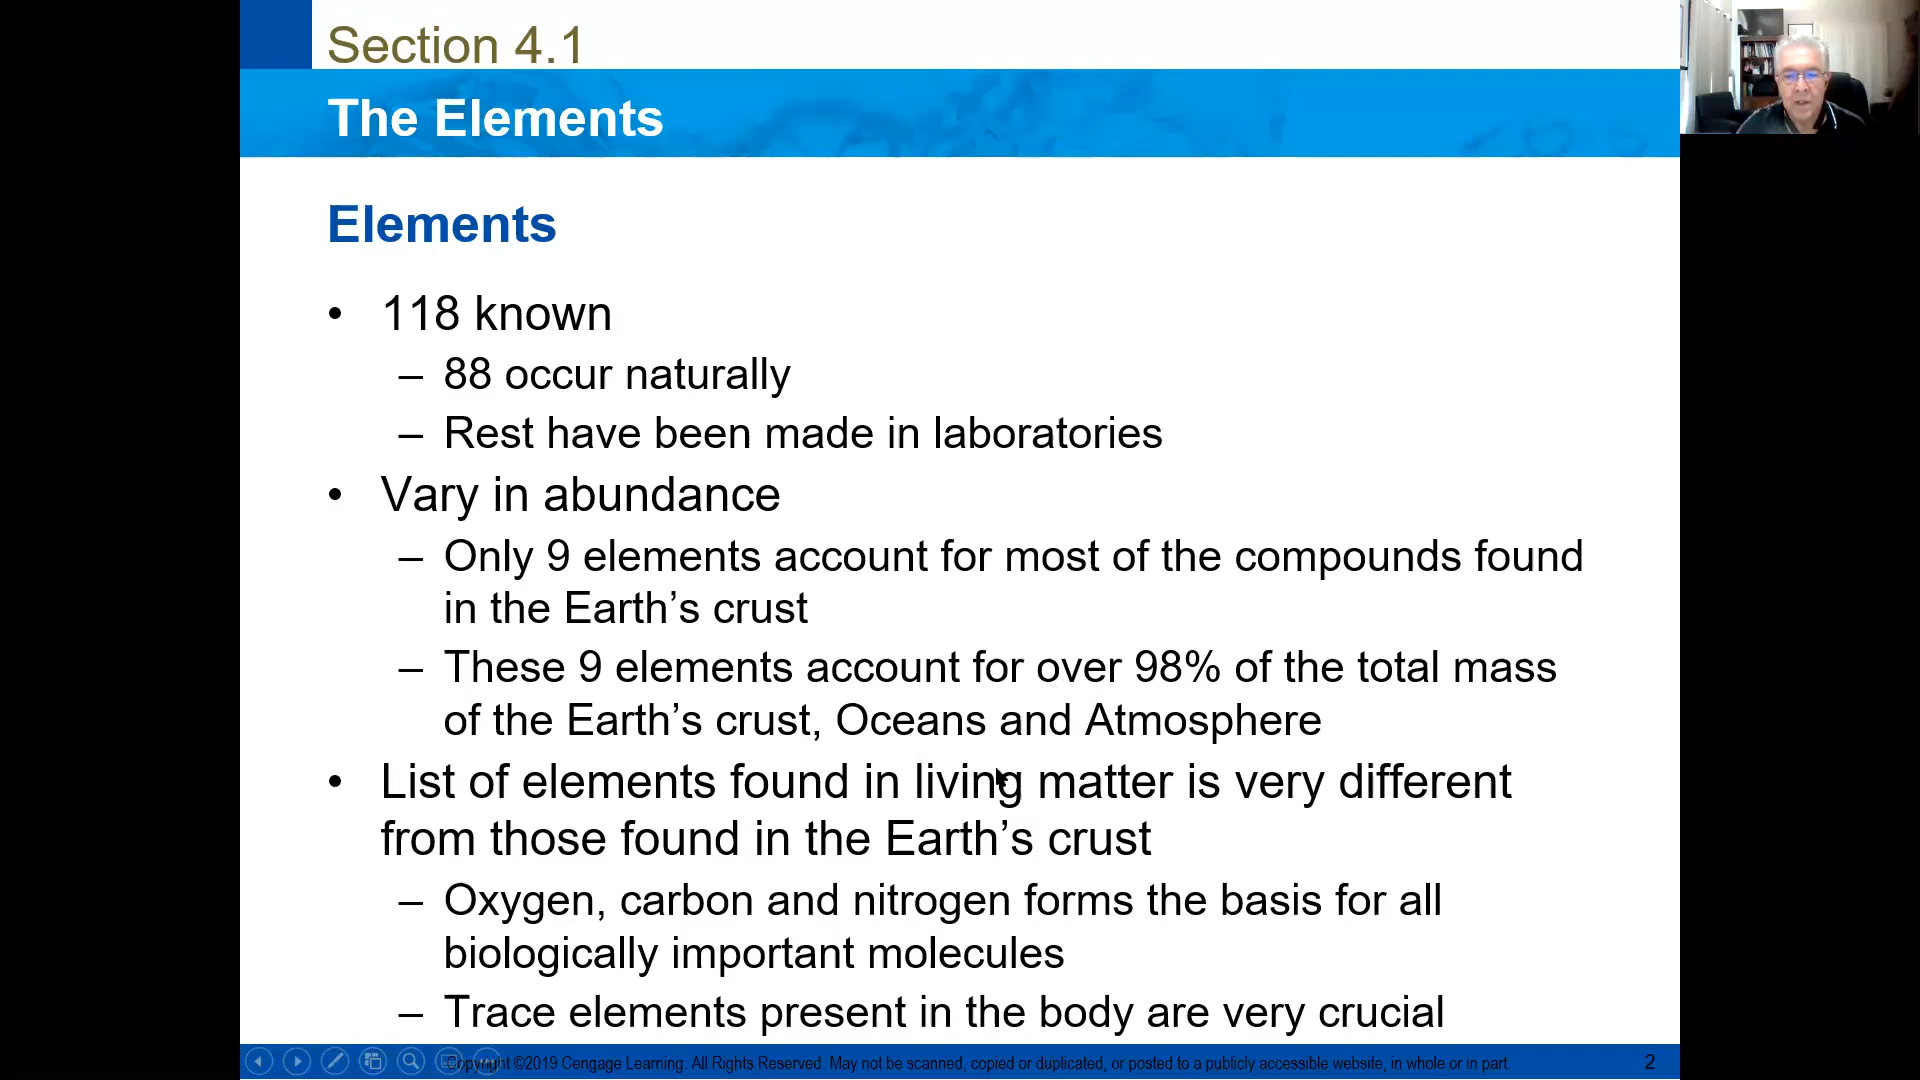 Section 4.1
The Elements
Elements
• 118 known
– 88 occur naturally
– Rest have been made in laboratories
• Vary in abundance
– Only 9 elements account for most of the compounds found
in the Earth’s crust
– These 9 elements account for over 98% of the total mass
of the Earth’s crust, Oceans and Atmosphere
• List of elements found in living matter is very different
from those found in the Earth’s crust
– Oxygen, carbon and nitrogen forms the basis for all
biologically important molecules
– Trace elements present in the body are very crucial
Copyright ©2019 Cengage Learning. All Rights Reserved. May not be scanned, copied or duplicated, or posted to a publicly accessible website, in whole or in part. 2